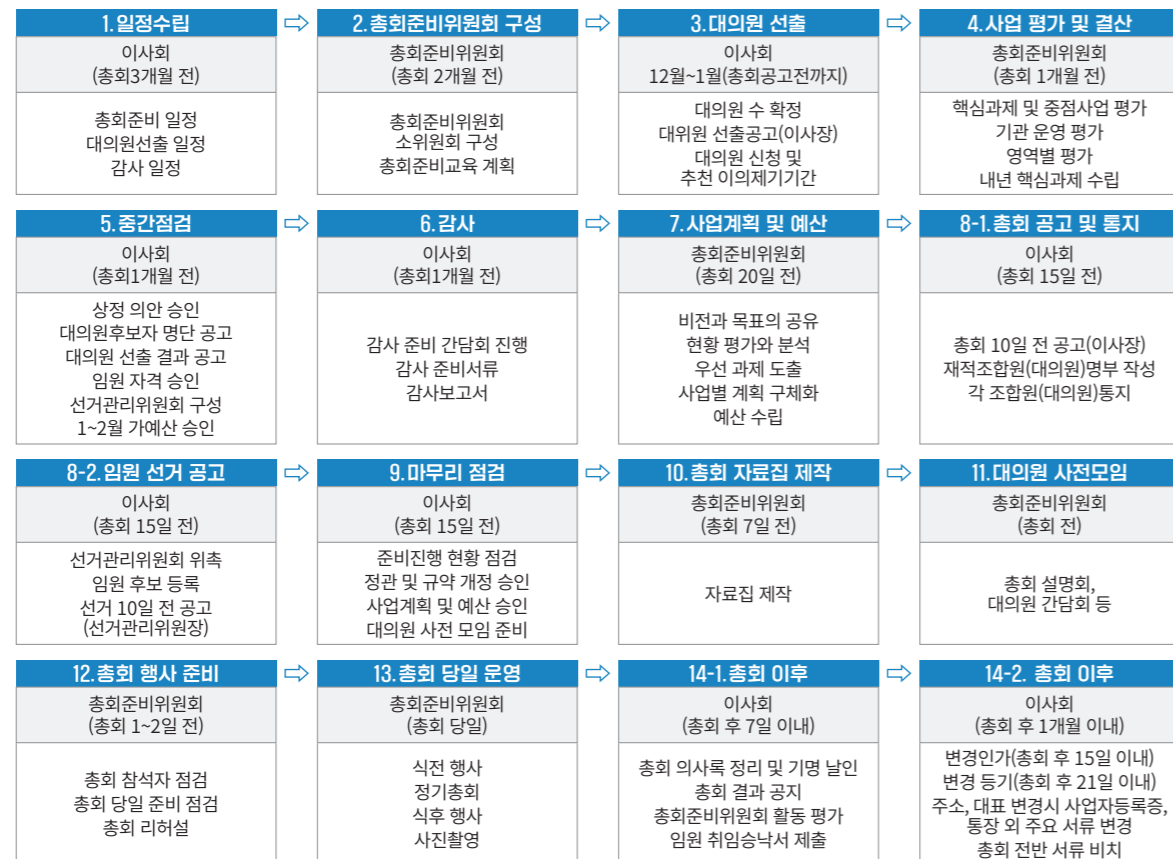 1.일정수립
이사회
(총회3개월 전)
총회준비 일정
대의원선출 일정
감사 일정
2.총회준비위원회 구성
총회준비위원회
(총회 2개월 전)
총회준비위원회
소위원회 구성
총회준비교육 계획
3.대의원 선출
이사회
12월~1월(총회공고전까지)
대의원 수 확정
대위원 선출공고(이사장)
대의원 신청 및
추천 이의제기기간
4.사업 평가 및 결산
총회준비위원회
(총회 1개월 전)
핵심과제 및 중점사업 평가
기관 운영 평가
영역별 평가
내년 핵심과제 수립
5.중간점검
이사회
(총회1개월 전)
상정 의안 승인
대의원후보자 명단 공고
대의원 선출 결과 공고
임원 자격 승인
선거관리위원회 구성
1~2월 가예산 승인
6.감사
이사회
(총회1개월 전)
감사 준비 간담회 진행
감사 준비서류
감사보고서
7.사업계획 및 예산
총회준비위원회
(총회 20일 전)
비전과 목표의 공유
현황 평가와 분석
우선 과제 도출
사업별 계획 구체화
예산 수립
8-1.총회 공고 및 통지
이사회
(총회 15일 전)
총회 10일 전 공고(이사장)
재적조합원(대의원)명부 작성
각 조합원(대의원)통지
8-2.임원 선거 공고
이사회
(총회 15일 전)
선거관리위원회 위촉
임원 후보 등록
선거 10일 전 공고
(선거관리위원장)
9.마무리 점검
이사회
(총회 15일 전)
준비진행 현황 점검
정관 및 규약 개정 승인
사업계획 및 예산 승인
대의원 사전 모임 준비
10.총회 자료집 제작
총회준비위원회
(총회 7일 전)
자료집 제작
11.대의원 사전모임
총회준비위원회
(총회 전)
총회 설명회,
대의원 간담회 등
12.총회 행사 준비
총회준비위원회
(총회 1~2일 전)
총회 참석자 점검
총회 당일 준비 점검
총회 리허설
13.총회 당일 운영
총회준비위원회
(총회 당일)
식전 행사
정기총회
식후 행사
사진촬영
14-1.총회 이후
이사회
(총회 후 7일 이내)
총회 의사록 정리 및 기명 날인
총회 결과 공지
총회준비위원회 활동 평가
임원 취임승낙서 제출
14-2. 총회 이후
이사회
(총회 후 1개월 이내)
변경인가(총회 후 15일 이내)
변경 등기(총회 후 21일 이내)
주소, 대표 변경시 사업자등록증,
통장 외 주요 서류 변경
총회 전반 서류 비치